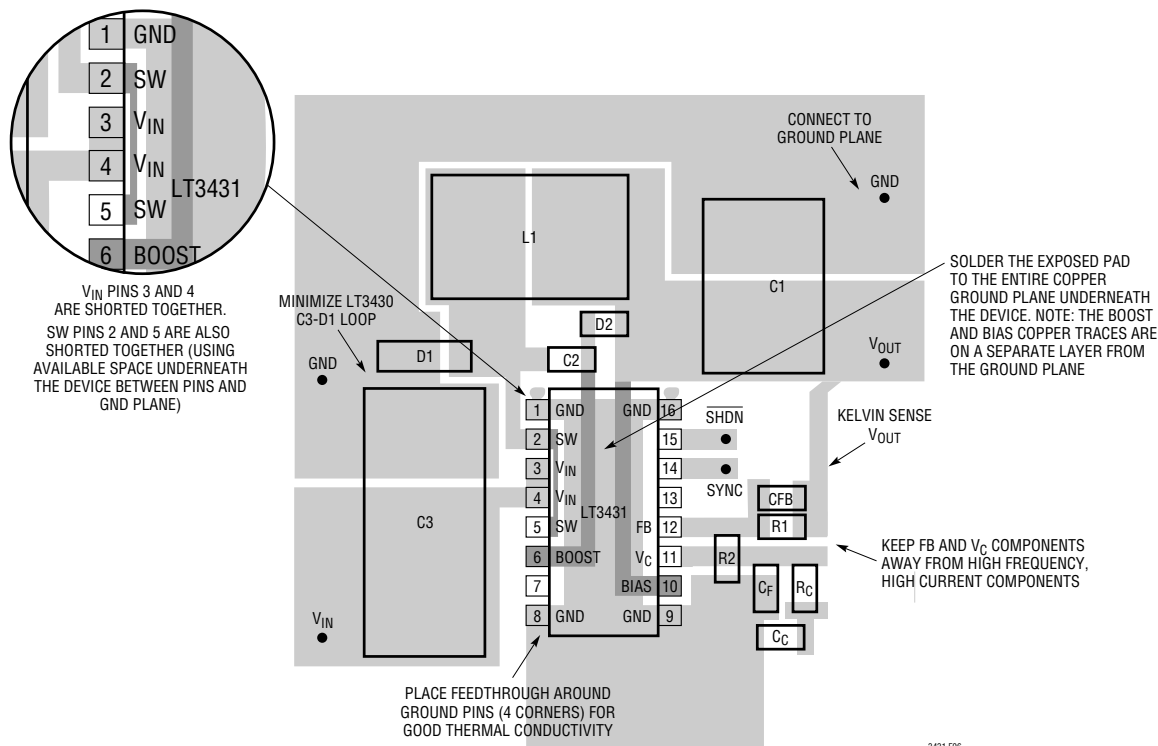 1 GND
2 SW
3 VIN
4 VIN
LT3431
5 SW
6 BOOST
VIN PINS 3 AND 4
ARE SHORTED TOGETHER.
SW PINS 2 AND 5 ARE ALSO
SHORTED TOGETHER (USING
AVAILABLE SPACE UNDERNEATH
THE DEVICE BETWEEN PINS AND
GND PLANE)
MINIMIZE LT3430
C3-D1 LOOP
GND
D1
C3
VIN
L1
D2
C2
C1
CONNECT TO
GROUND PLANE
GND
VOUT
SOLDER THE EXPOSED PAD
TO THE ENTIRE COPPER
GROUND PLANE UNDERNEATH
THE DEVICE. NOTE: THE BOOST
AND BIAS COPPER TRACES ARE
ON A SEPARATE LAYER FROM
THE GROUND PLANE
1 GND GND 16
2 SW 15
3 VIN 14
4 VIN 13
LT3431
5 SW FB 12
6 BOOST VC 11
7 BIAS 10
8 GND GND 9
SHDN
SYNC
KELVIN SENSE
VOUT
CFB
R1
R2
CF
RC
CC
KEEP FB AND VC COMPONENTS
AWAY FROM HIGH FREQUENCY,
HIGH CURRENT COMPONENTS
PLACE FEEDTHROUGH AROUND
GROUND PINS (4 CORNERS) FOR
GOOD THERMAL CONDUCTIVITY